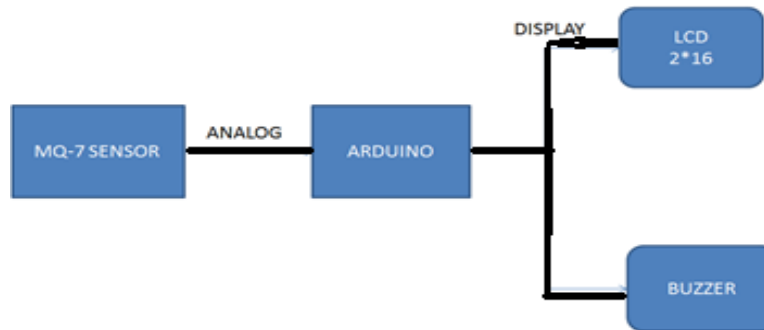 DISPLAY
LCD
2*16
MQ-7 SENSOR
ANALOG
ARDUINO
BUZZER